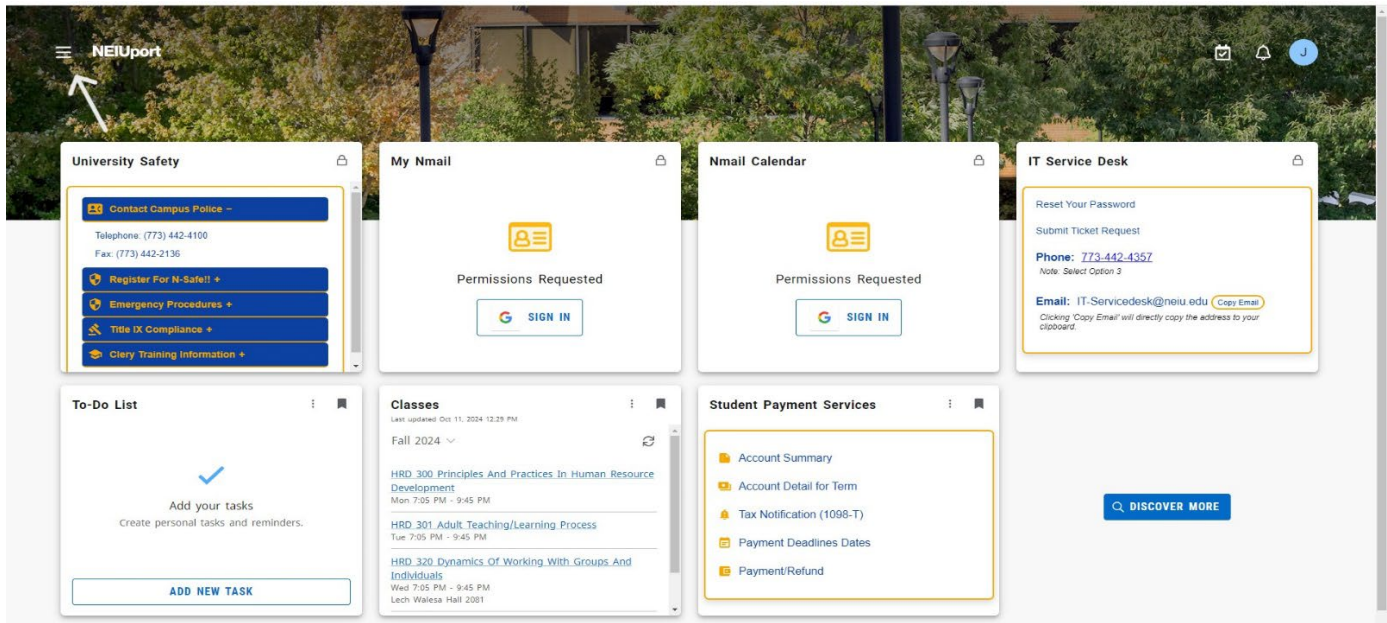 NEIUport
J
University Safety
Contact Campus Police −
Telephone: (773) 442-4100
Fax: (773) 442-2136
Register For N-Safe!! +
Emergency Procedures +
Title IX Compliance +
Clery Training Information +
My Nmail
Permissions Requested
G SIGN IN
Nmail Calendar
Permissions Requested
G SIGN IN
IT Service Desk
Reset Your Password
Submit Ticket Request
Phone: 773-442-4357
Note: Select Option 3
Email: IT-Servicedesk@neiu.edu Copy Email
Clicking 'Copy Email' will directly copy the address to your
clipboard.
To-Do List
Add your tasks
Create personal tasks and reminders.
ADD NEW TASK
Classes
Last updated Oct 11, 2024 12:29 PM
Fall 2024
HRD 300 Principles And Practices In Human Resource
Development
Mon 7:05 PM - 9:45 PM
HRD 301 Adult Teaching/Learning Process
Tue 7:05 PM - 9:45 PM
HRD 320 Dynamics Of Working With Groups And
Individuals
Wed 7:05 PM - 9:45 PM
Lech Walesa Hall 2081
Student Payment Services
Account Summary
Account Detail for Term
Tax Notification (1098-T)
Payment Deadlines Dates
Payment/Refund
DISCOVER MORE